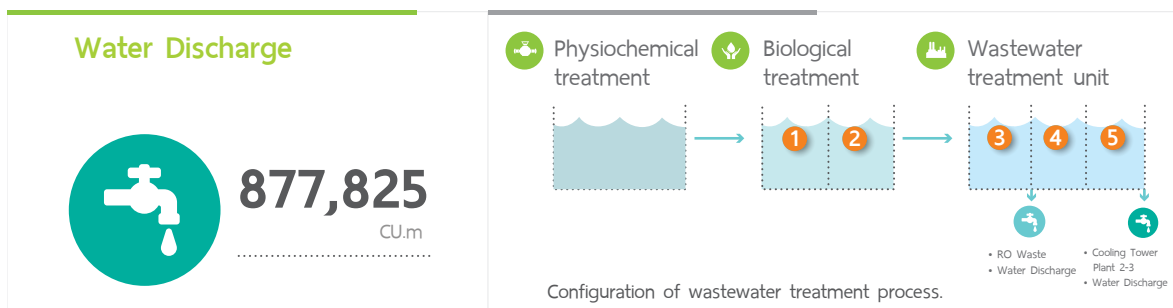 Water Discharge
877,825
CU.m
Physiochemical
treatment
Biological
treatment
Wastewater
treatment unit
1
2
3
4
5
• RO Waste
• Water Discharge
• Cooling Tower
Plant 2-3
• Water Discharge
Configuration of wastewater treatment process.